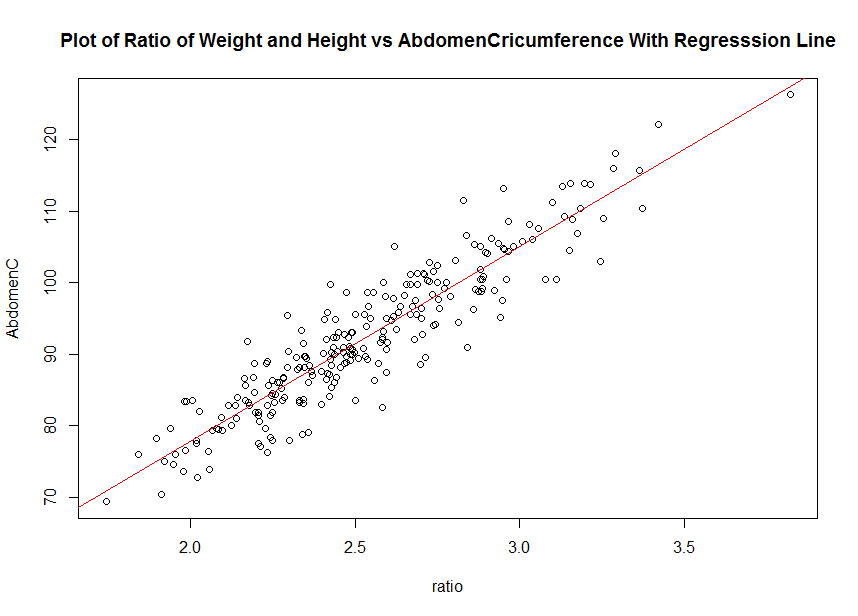 Plot of Ratio of Weight and Height vs AbdomenCricumference With Regresssion Line
AbdomenC
120
110
100
90
80
70
2.0 2.5 3.0 3.5
ratio